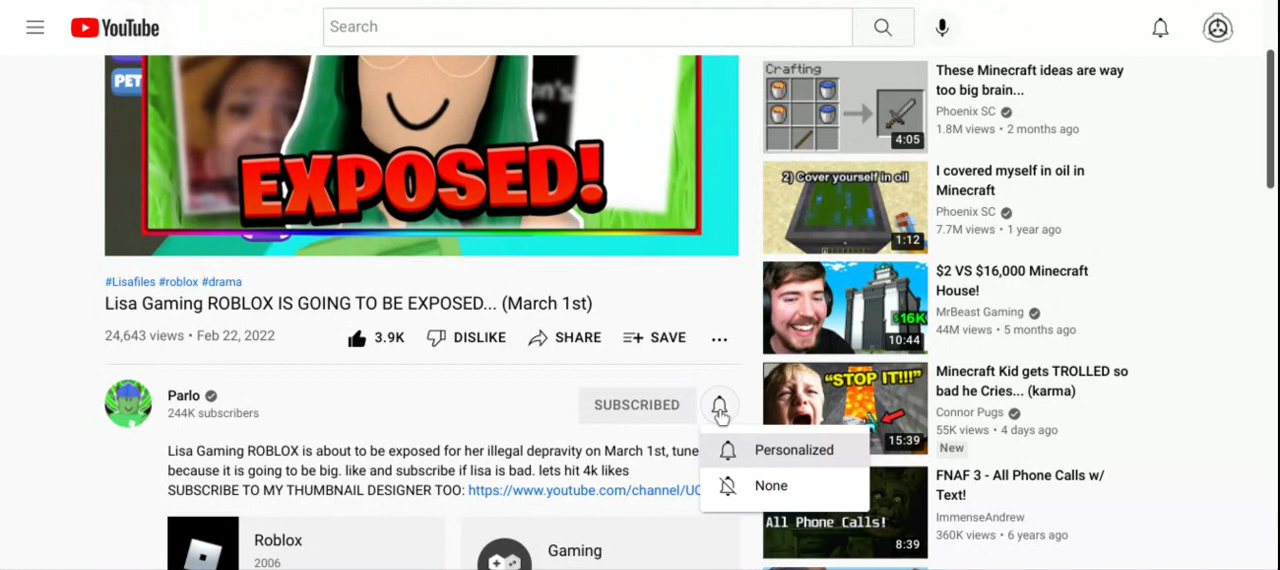 YouTube
Search
PET
EXPOSED!
#Lisafiles #roblox #drama
Lisa Gaming ROBLOX IS GOING TO BE EXPOSED... (March 1st)
24,643 views • Feb 22, 2022
3.9K
DISLIKE
SHARE
SAVE
Parlo
244K subscribers
SUBSCRIBED
Personalized
None
Lisa Gaming ROBLOX is about to be exposed for her illegal depravity on March 1st, tune
because it is going to be big. like and subscribe if lisa is bad. lets hit 4k likes
SUBSCRIBE TO MY THUMBNAIL DESIGNER TOO: https://www.youtube.com/channel/UC
Roblox
2006
Gaming
Crafting
4:05
These Minecraft ideas are way
too big brain...
Phoenix SC
1.8M views • 2 months ago
2) Cover yourself in oil
1:12
I covered myself in oil in
Minecraft
Phoenix SC
7.7M views • 1 year ago
$16K
10:44
$2 VS $16,000 Minecraft
House!
MrBeast Gaming
44M views • 5 months ago
"STOP IT!!!"
15:39
Minecraft Kid gets TROLLED so
bad he Cries... (karma)
Connor Pugs
55K views • 4 days ago
New
All Phone Calls!
8:39
FNAF 3 - All Phone Calls w/
Text!
ImmenseAndrew
360K views • 6 years ago